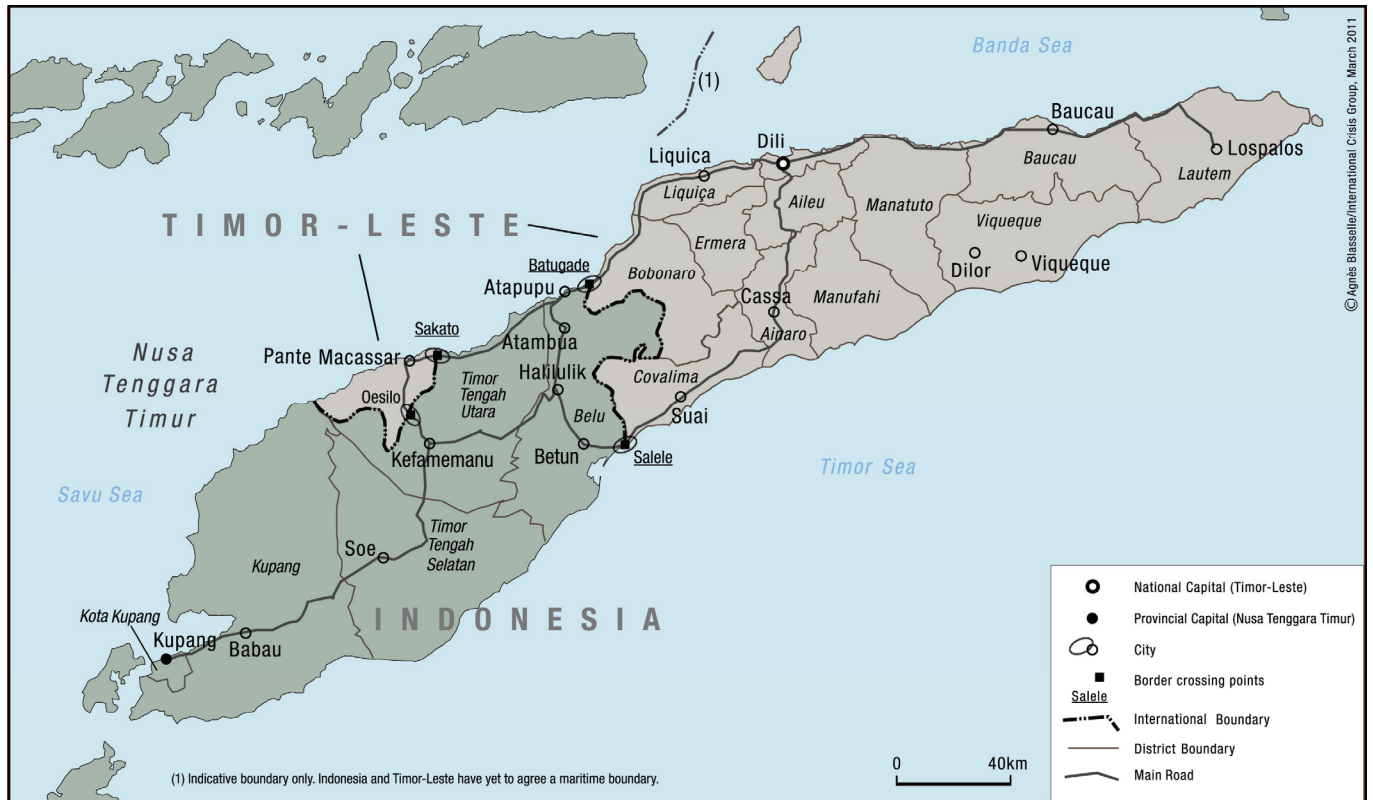 Banda Sea
© Agnès Blasselle/International Crisis Group, March 2011
(1)
Baucau
Dili
Liquica
Lospalos
Baucau
Lautem
Liquiça
Aileu
Manatuto
TIMOR-LESTE
Viqueque
Ermera
Batugade
Bobonaro
Dilor
Viqueque
Atapupu
Cassa
Manufahi
Sakato
Ainaro
Atambua
Nusa
Tenggara
Timur
Pante Macassar
Halilulik
Timor
Tengah
Utara
Covalima
Oesilo
Belu
Suai
Kefamemanu
Betun
Salele
Timor Sea
Savu Sea
Timor
Tengah
Selatan
Soe
Kupang
INDONESIA
Kota Kupang
Kupang
Babau
National Capital (Timor-Leste)
Provincial Capital (Nusa Tenggara Timur)
City
Border crossing points
Salele
International Boundary
District Boundary
Main Road
0 40km
(1) Indicative boundary only. Indonesia and Timor-Leste have yet to agree a maritime boundary.